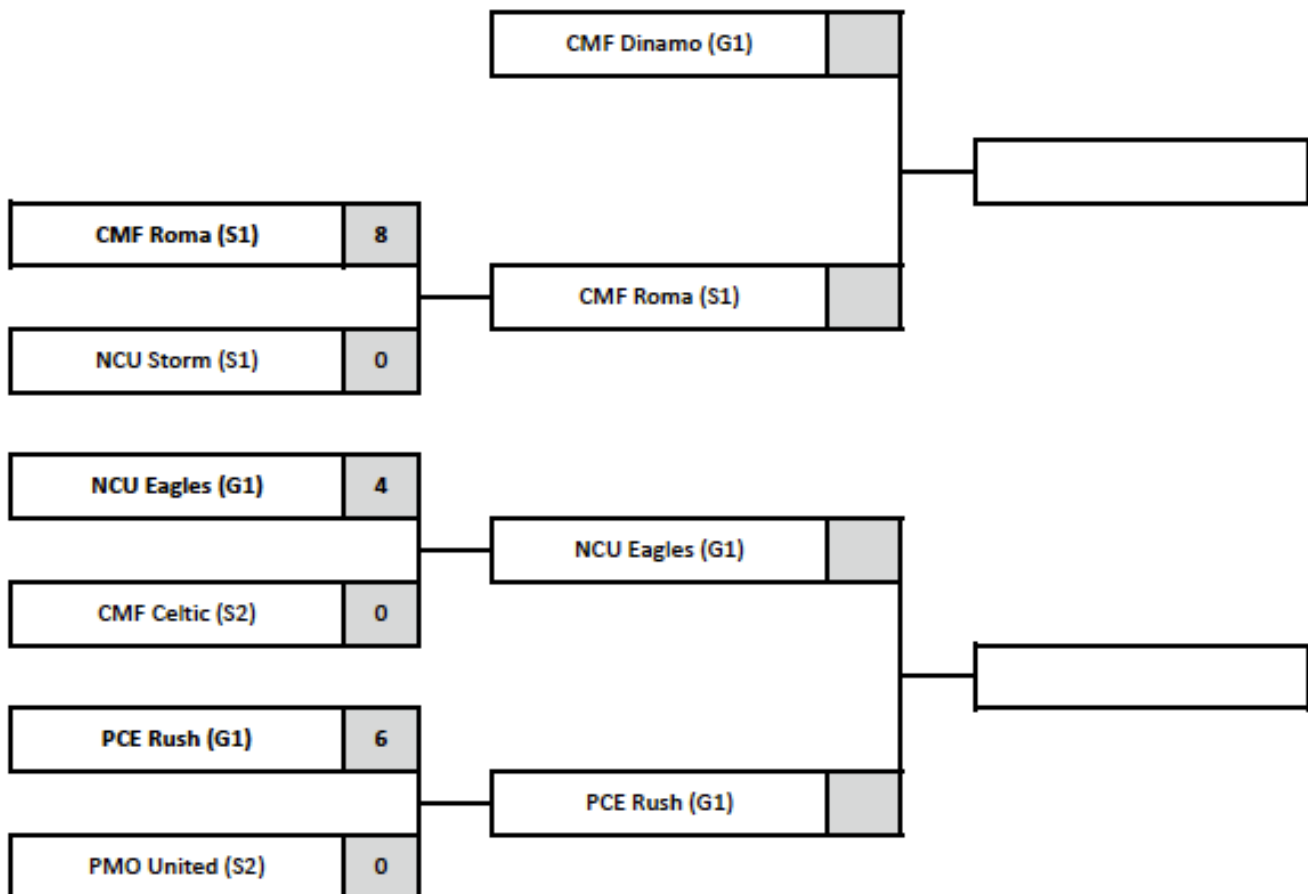 CMF Dinamo (G1)
CMF Roma (S1) 8
CMF Roma (S1)
NCU Storm (S1) 0
NCU Eagles (G1) 4
NCU Eagles (G1)
CMF Celtic (S2) 0
PCE Rush (G1) 6
PCE Rush (G1)
PMO United (S2) 0